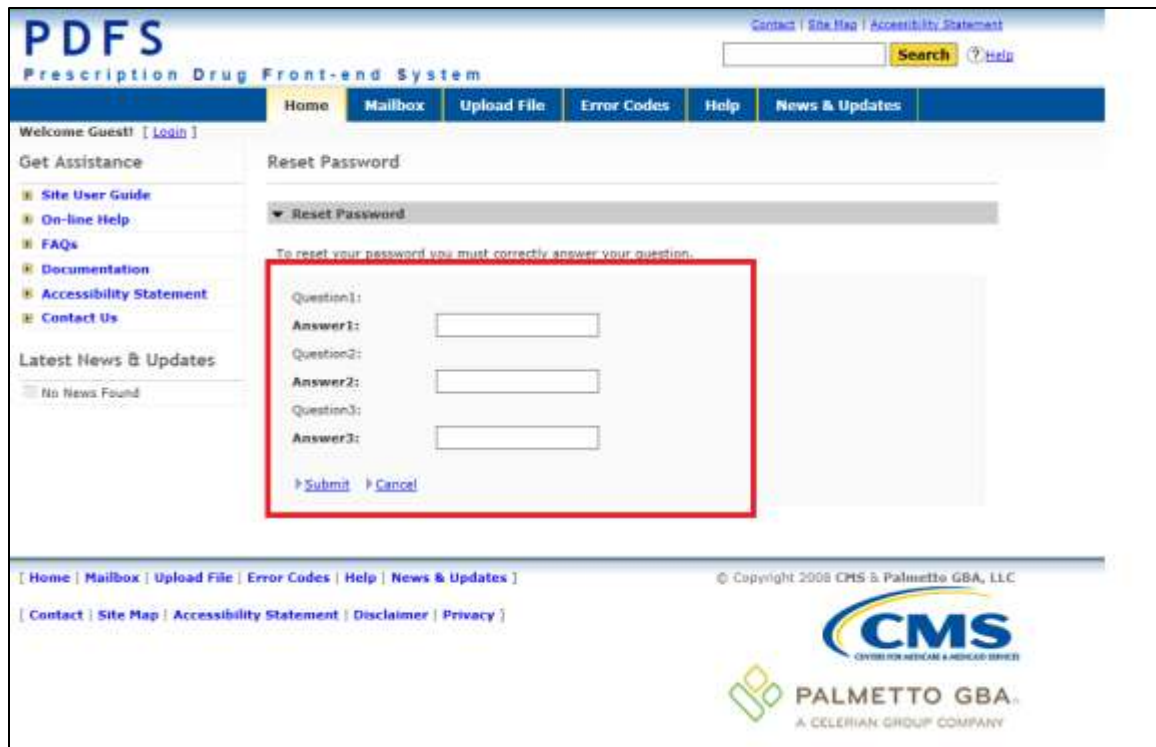 PDFS
Prescription Drug Front-end System
Contact | Site Map | Accessibility Statement
Search ? Help
Home Mailbox Upload File Error Codes Help News & Updates
Welcome Guest! [ Login ]
Get Assistance
Site User Guide
On-line Help
FAQs
Documentation
Accessibility Statement
Contact Us
Latest News & Updates
No News Found
Reset Password
Reset Password
To reset your password you must correctly answer your question.
Question1:
Answer1:
Question2:
Answer2:
Question3:
Answer3:
Submit Cancel
[ Home | Mailbox | Upload File | Error Codes | Help | News & Updates ]
[ Contact | Site Map | Accessibility Statement | Disclaimer | Privacy ]
© Copyright 2008 CMS & Palmetto GBA, LLC
CMS
CENTERS FOR MEDICARE & MEDICAID SERVICES
PALMETTO GBA
A CELERIAN GROUP COMPANY